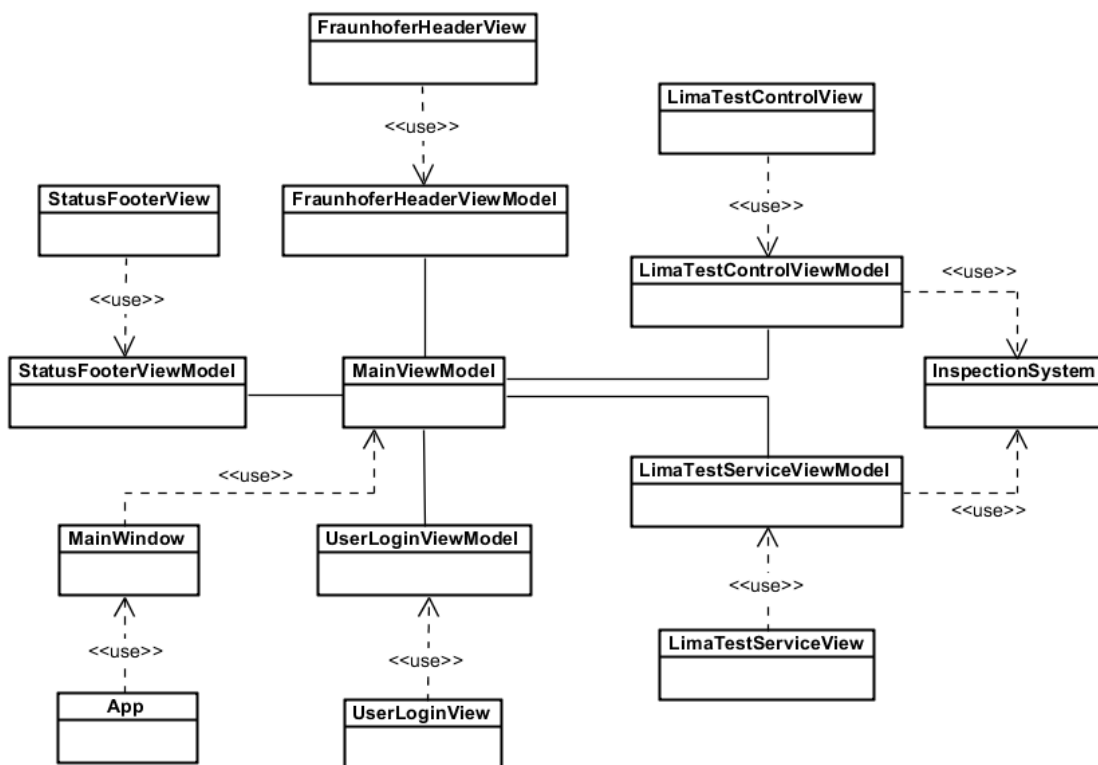 FraunhoferHeaderView
LimaTestControlView
<<use>>
StatusFooterView
FraunhoferHeaderViewModel
<<use>>
LimaTestControlViewModel
<<use>>
<<use>>
StatusFooterViewModel
MainViewModel
InspectionSystem
<<use>>
LimaTestServiceViewModel
<<use>>
MainWindow
UserLoginViewModel
<<use>>
<<use>>
<<use>>
LimaTestServiceView
App
UserLoginView